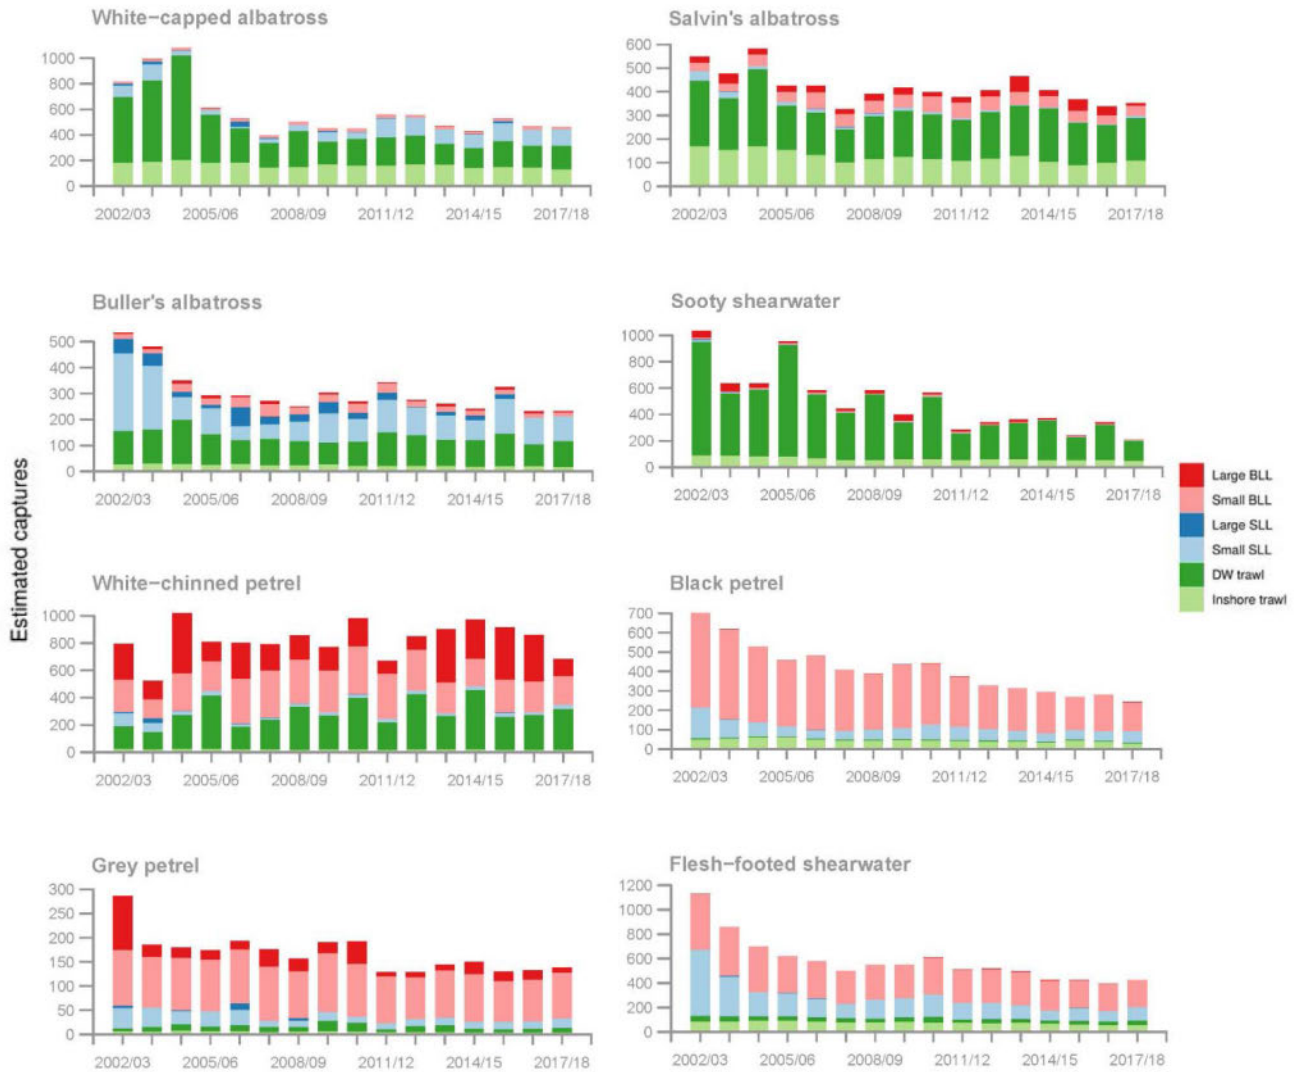 White-capped albatross
1000
800
600
400
200
0
2002/03 2005/06 2008/09 2011/12 2014/15 2017/18
Salvin's albatross
600
500
400
300
200
100
0
2002/03 2005/06 2008/09 2011/12 2014/15 2017/18
Buller's albatross
500
400
300
200
100
0
2002/03 2005/06 2008/09 2011/12 2014/15 2017/18
Sooty shearwater
1000
800
600
400
200
0
2002/03 2005/06 2008/09 2011/12 2014/15 2017/18
Estimated captures
Large BLL
Small BLL
Large SLL
Small SLL
DW trawl
Inshore trawl
White-chinned petrel
1000
800
600
400
200
0
2002/03 2005/06 2008/09 2011/12 2014/15 2017/18
Black petrel
700
600
500
400
300
200
100
0
2002/03 2005/06 2008/09 2011/12 2014/15 2017/18
Grey petrel
300
250
200
150
100
50
0
2002/03 2005/06 2008/09 2011/12 2014/15 2017/18
Flesh-footed shearwater
1200
1000
800
600
400
200
0
2002/03 2005/06 2008/09 2011/12 2014/15 2017/18